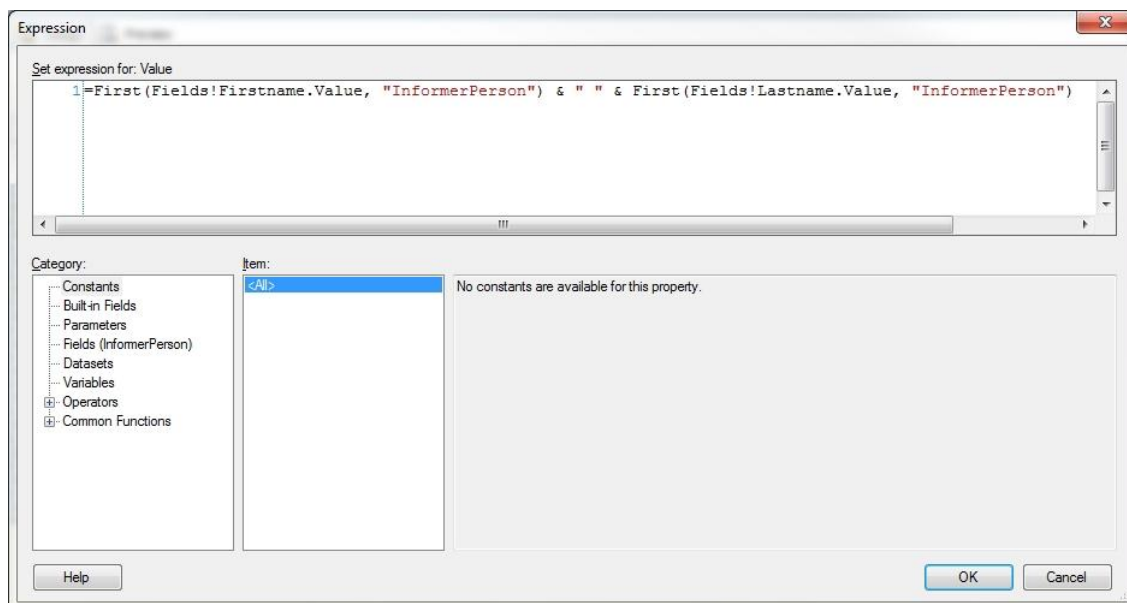 Expression
Set expression for: Value
1=First(Fields!Firstname.Value, "InformerPerson") & " " & First(Fields!Lastname.Value, "InformerPerson")
Category:
Item:
Constants
Built-in Fields
Parameters
Fields (InformerPerson)
Datasets
Variables
Operators
Common Functions
<All>
No constants are available for this property.
Help
OK
Cancel